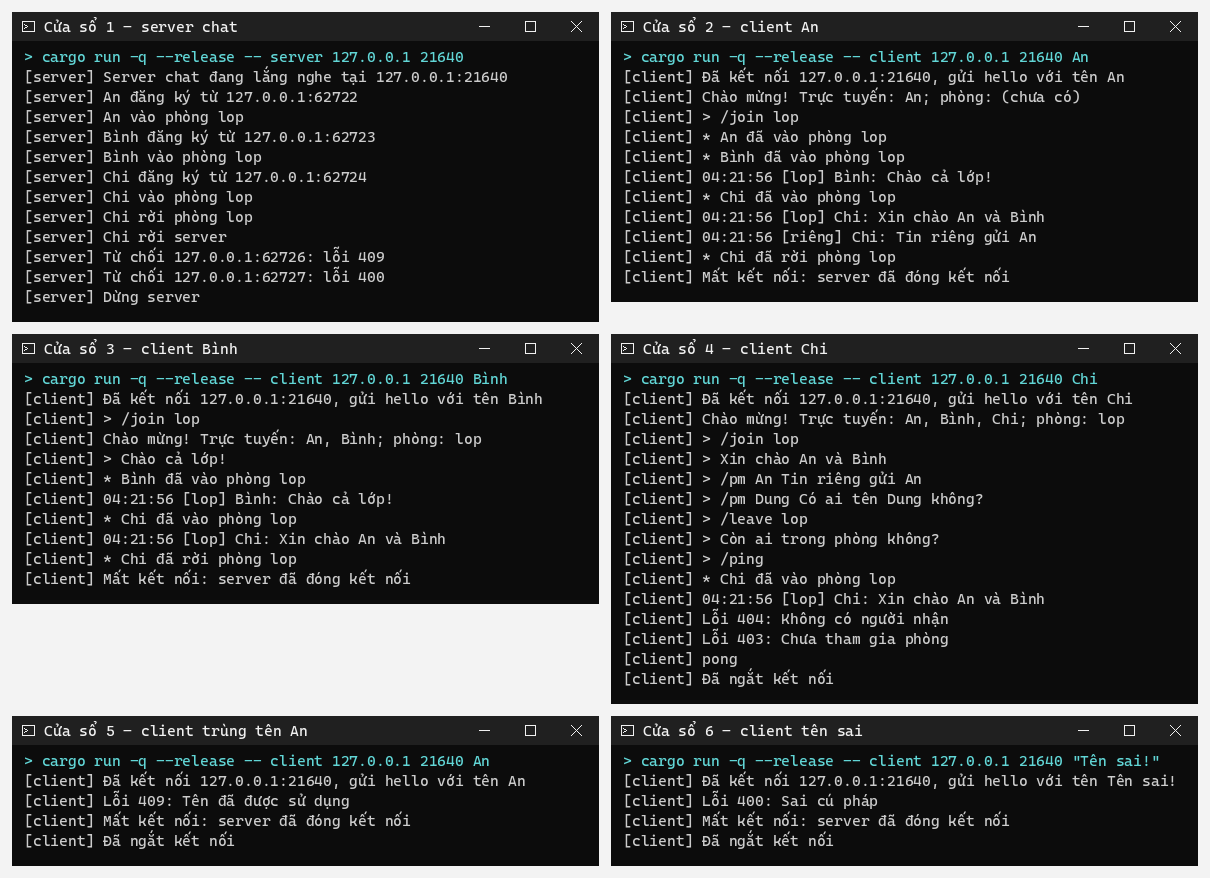 Cửa sổ 1 - server chat
> cargo run -q --release -- server 127.0.0.1 21640
[server] Server chat đang lắng nghe tại 127.0.0.1:21640
[server] An đăng ký từ 127.0.0.1:62722
[server] An vào phòng lop
[server] Bình đăng ký từ 127.0.0.1:62723
[server] Bình vào phòng lop
[server] Chi đăng ký từ 127.0.0.1:62724
[server] Chi vào phòng lop
[server] Chi rời phòng lop
[server] Chi rời server
[server] Từ chối 127.0.0.1:62726: lỗi 409
[server] Từ chối 127.0.0.1:62727: lỗi 400
[server] Dừng server
Cửa sổ 2 - client An
> cargo run -q --release -- client 127.0.0.1 21640 An
[client] Đã kết nối 127.0.0.1:21640, gửi hello với tên An
[client] Chào mừng! Trực tuyến: An; phòng: (chưa có)
[client] > /join lop
[client] * An đã vào phòng lop
[client] * Bình đã vào phòng lop
[client] 04:21:56 [lop] Bình: Chào cả lớp!
[client] * Chi đã vào phòng lop
[client] 04:21:56 [lop] Chi: Xin chào An và Bình
[client] 04:21:56 [riêng] Chi: Tin riêng gửi An
[client] * Chi đã rời phòng lop
[client] Mất kết nối: server đã đóng kết nối
Cửa sổ 3 - client Bình
> cargo run -q --release -- client 127.0.0.1 21640 Bình
[client] Đã kết nối 127.0.0.1:21640, gửi hello với tên Bình
[client] > /join lop
[client] Chào mừng! Trực tuyến: An, Bình; phòng: lop
[client] > Chào cả lớp!
[client] * Bình đã vào phòng lop
[client] 04:21:56 [lop] Bình: Chào cả lớp!
[client] * Chi đã vào phòng lop
[client] 04:21:56 [lop] Chi: Xin chào An và Bình
[client] * Chi đã rời phòng lop
[client] Mất kết nối: server đã đóng kết nối
Cửa sổ 4 - client Chi
> cargo run -q --release -- client 127.0.0.1 21640 Chi
[client] Đã kết nối 127.0.0.1:21640, gửi hello với tên Chi
[client] Chào mừng! Trực tuyến: An, Bình, Chi; phòng: lop
[client] > /join lop
[client] > Xin chào An và Bình
[client] > /pm An Tin riêng gửi An
[client] > /pm Dung Có ai tên Dung không?
[client] > /leave lop
[client] > Còn ai trong phòng không?
[client] > /ping
[client] * Chi đã vào phòng lop
[client] 04:21:56 [lop] Chi: Xin chào An và Bình
[client] Lỗi 404: Không có người nhận
[client] Lỗi 403: Chưa tham gia phòng
[client] pong
[client] Đã ngắt kết nối
Cửa sổ 5 - client trùng tên An
> cargo run -q --release -- client 127.0.0.1 21640 An
[client] Đã kết nối 127.0.0.1:21640, gửi hello với tên An
[client] Lỗi 409: Tên đã được sử dụng
[client] Mất kết nối: server đã đóng kết nối
[client] Đã ngắt kết nối
Cửa sổ 6 - client tên sai
> cargo run -q --release -- client 127.0.0.1 21640 "Tên sai!"
[client] Đã kết nối 127.0.0.1:21640, gửi hello với tên Tên sai!
[client] Lỗi 400: Sai cú pháp
[client] Mất kết nối: server đã đóng kết nối
[client] Đã ngắt kết nối